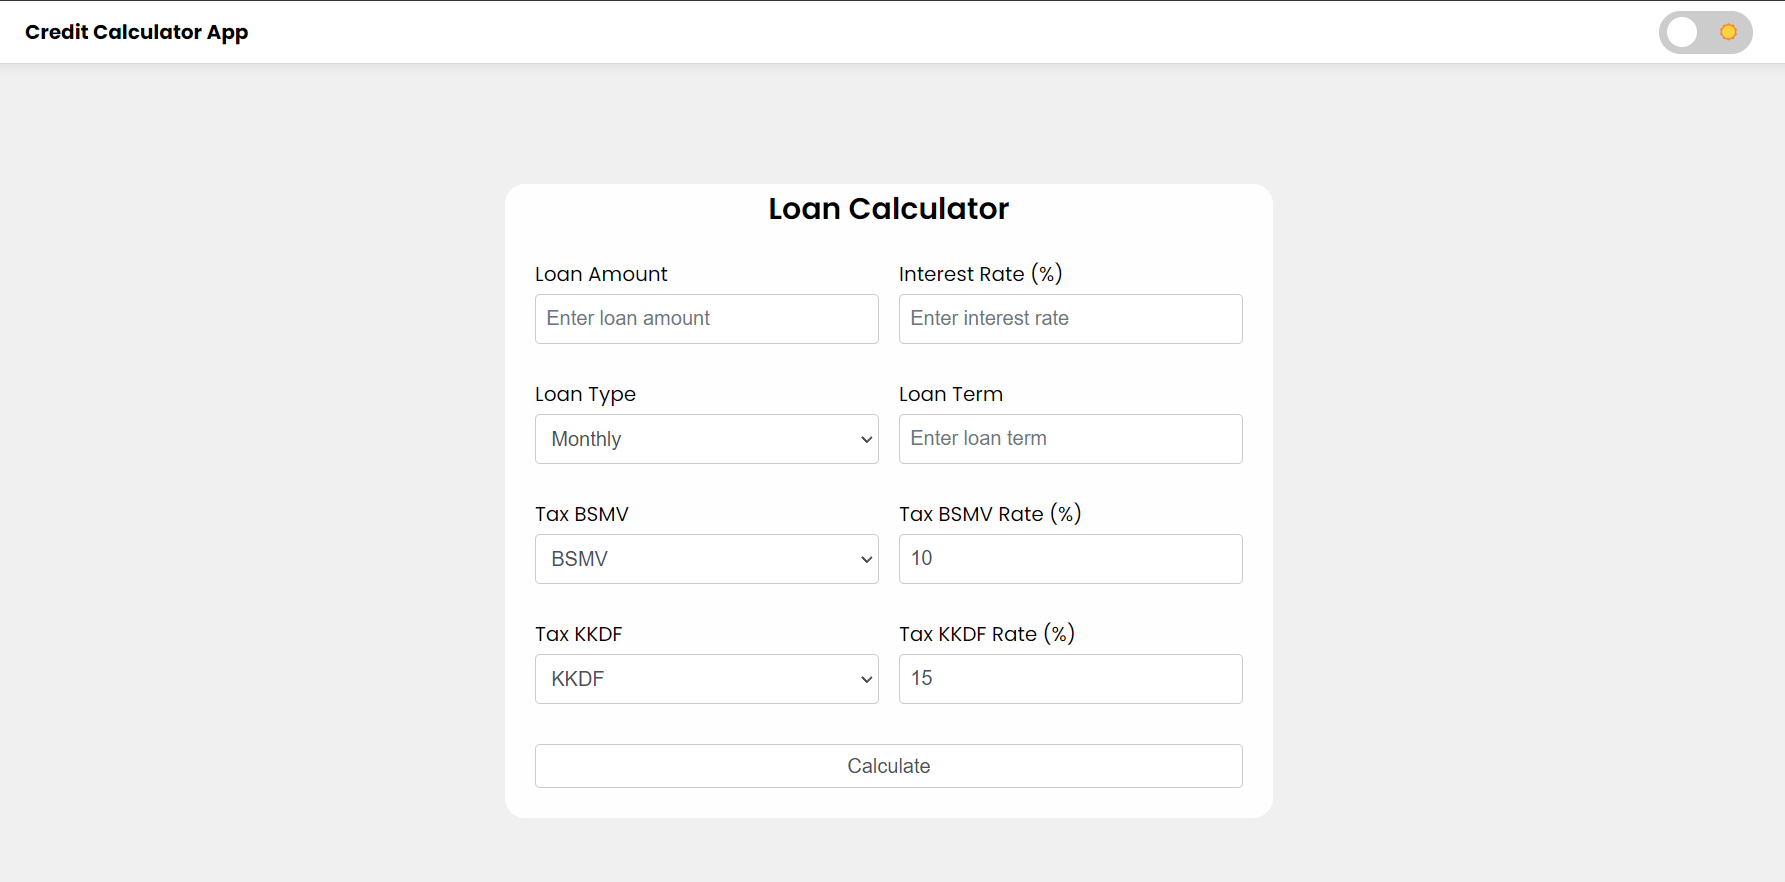 Credit Calculator App
Loan Calculator
Loan Amount
Interest Rate (%)
Enter loan amount
Enter interest rate
Loan Type
Loan Term
Monthly
Enter loan term
Tax BSMV
Tax BSMV Rate (%)
BSMV
10
Tax KKDF
Tax KKDF Rate (%)
KKDF
15
Calculate